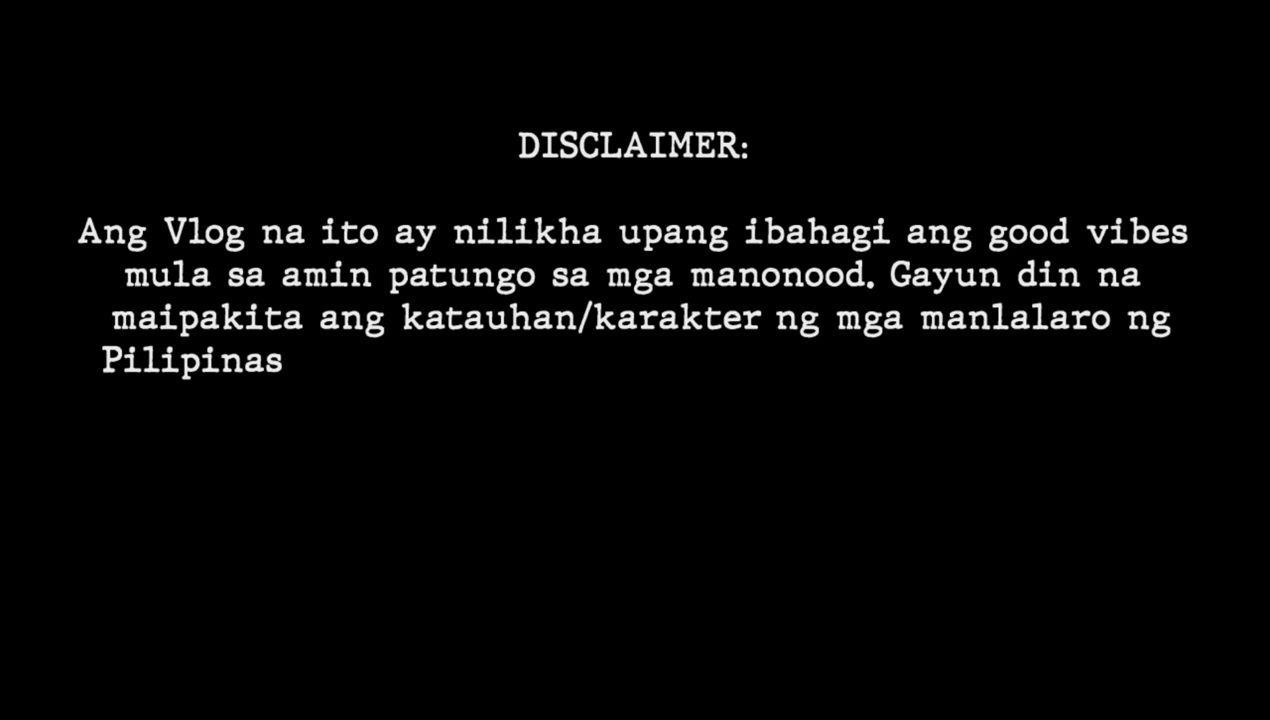 DISCLAIMER:
Ang Vlog na ito ay nilikha upang ibahagi ang good vibes
mula sa amin patungo sa mga manonood. Gayun din na
maipakita ang katauhan/karakter ng mga manlalaro ng
Pilipinas